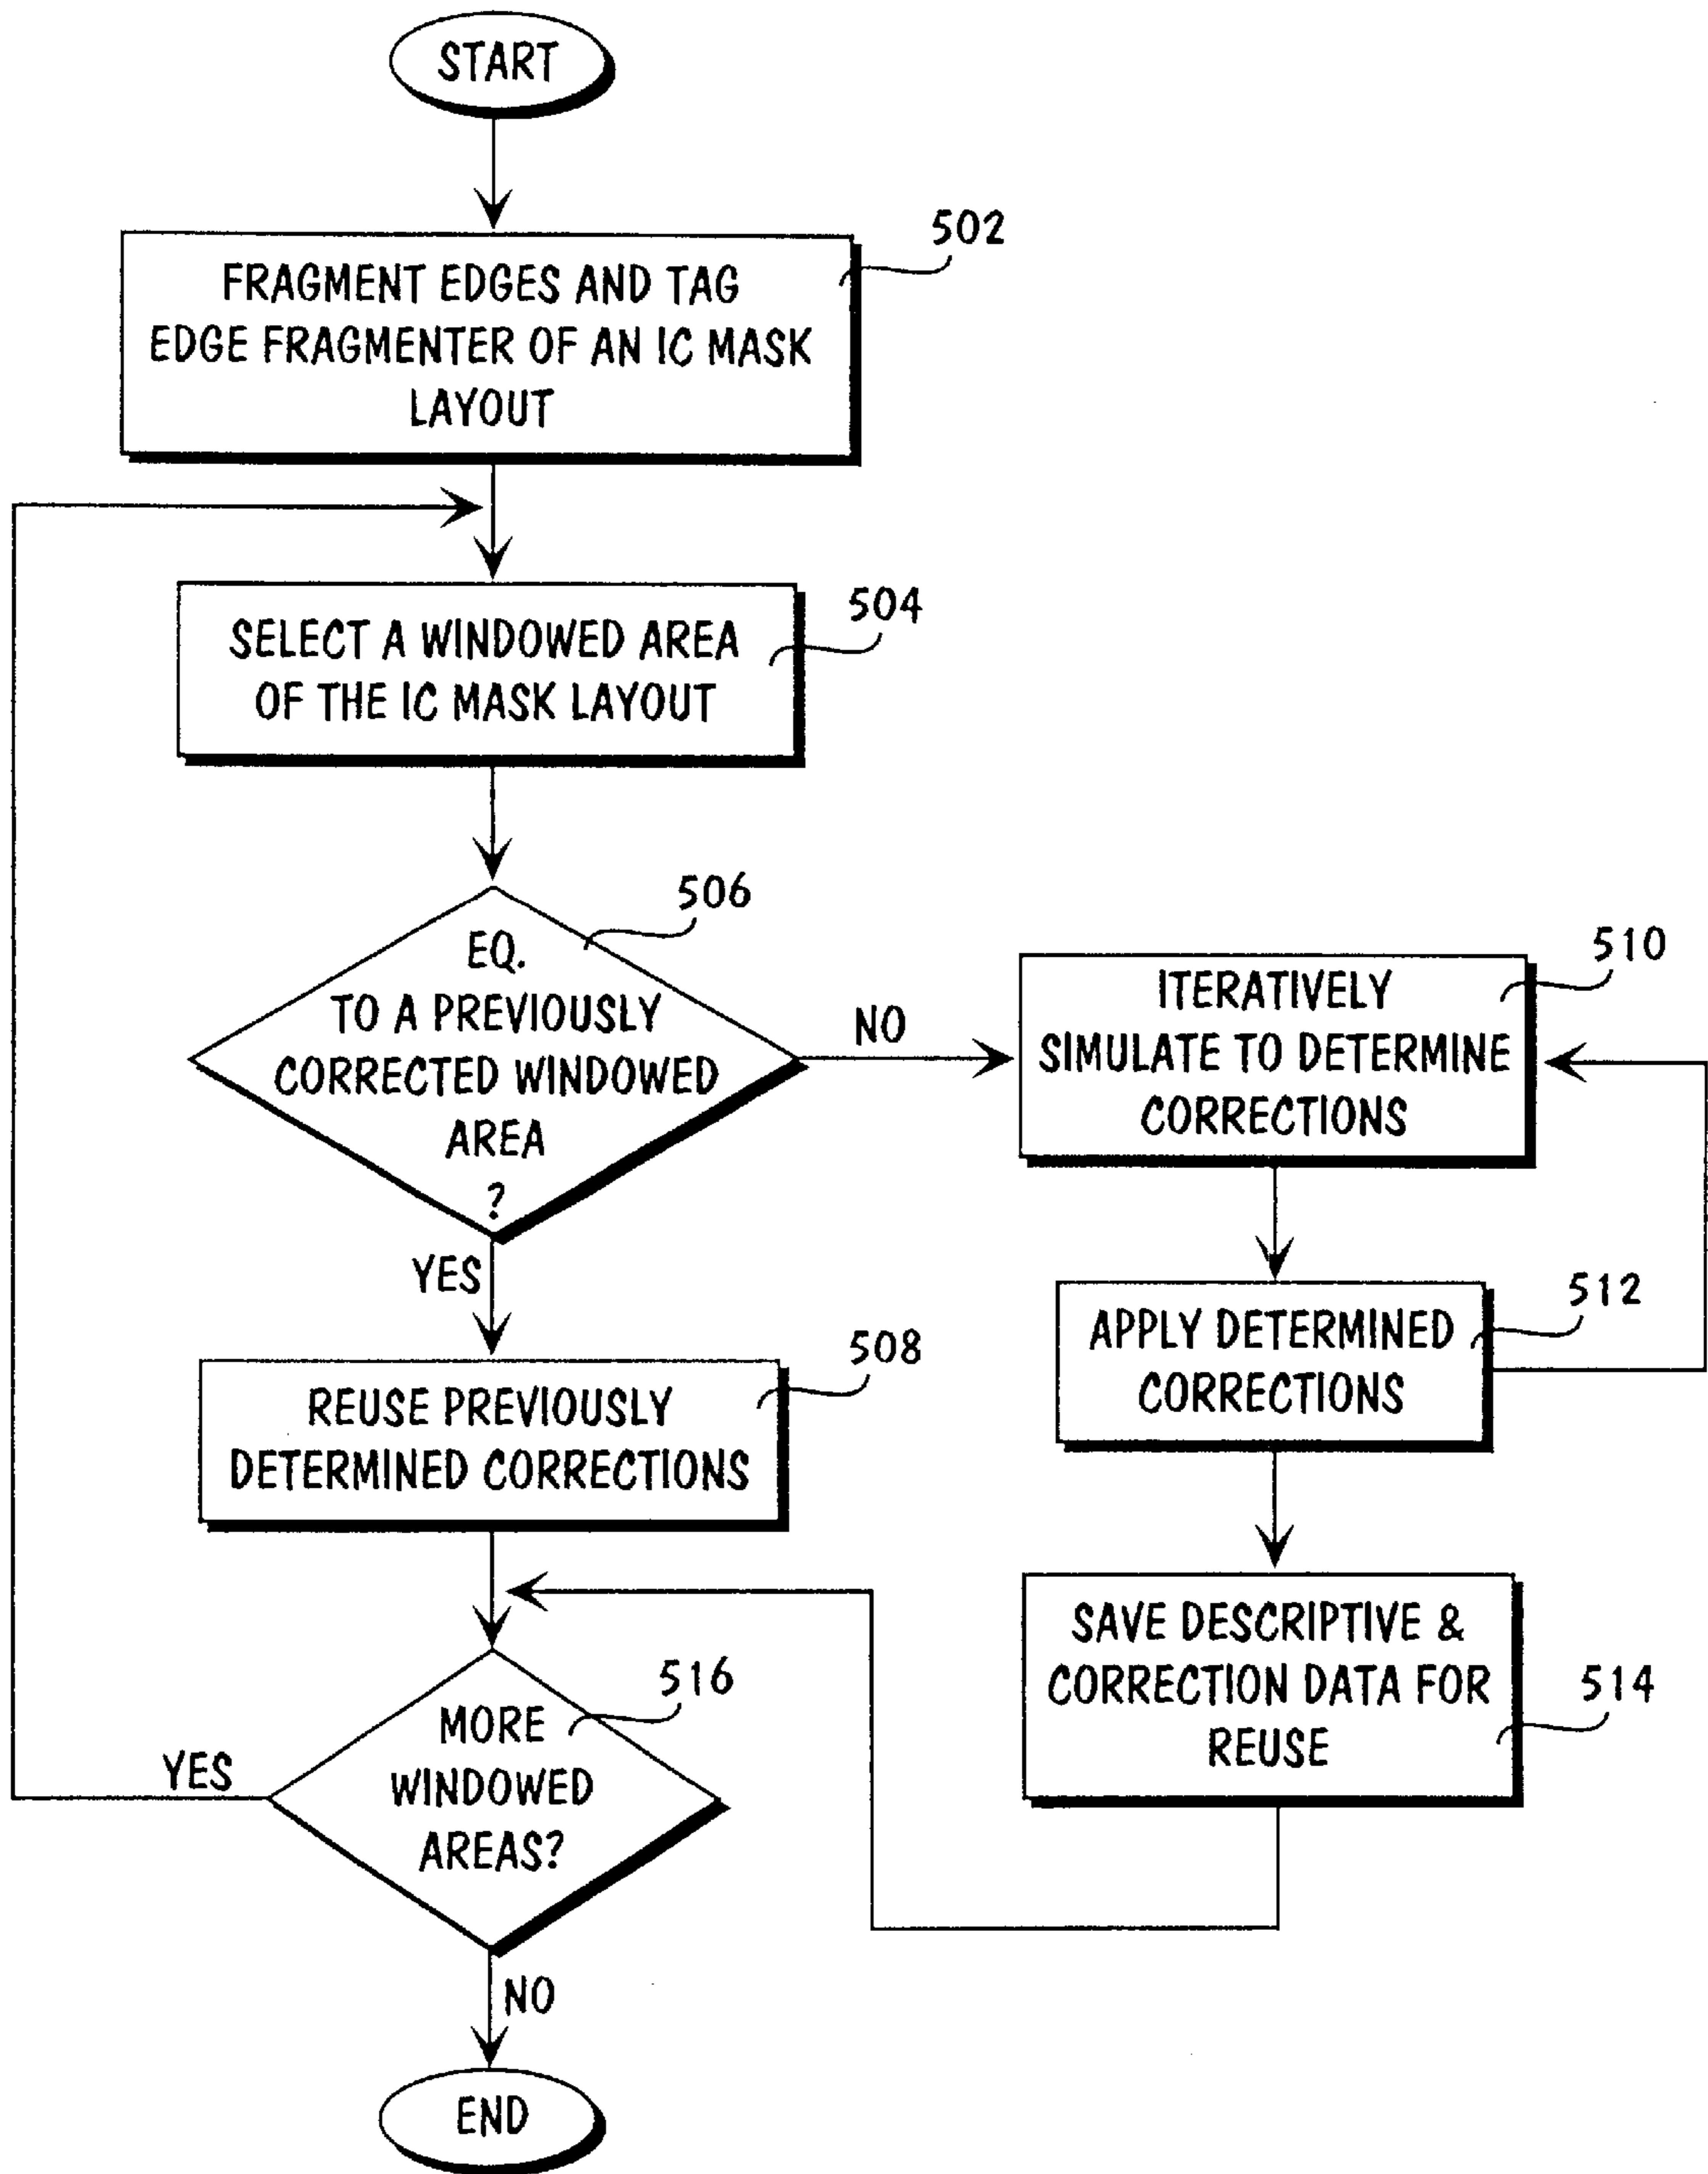 START
502
FRAGMENT EDGES AND TAG
EDGE FRAGMENTER OF AN IC MASK
LAYOUT
504
SELECT A WINDOWED AREA
OF THE IC MASK LAYOUT
506
EQ.
TO A PREVIOUSLY
CORRECTED WINDOWED
AREA
?
NO
YES
510
ITERATIVELY
SIMULATE TO DETERMINE
CORRECTIONS
512
APPLY DETERMINED
CORRECTIONS
508
REUSE PREVIOUSLY
DETERMINED CORRECTIONS
514
SAVE DESCRIPTIVE &
CORRECTION DATA FOR
REUSE
516
MORE
WINDOWED
AREAS?
YES
NO
END